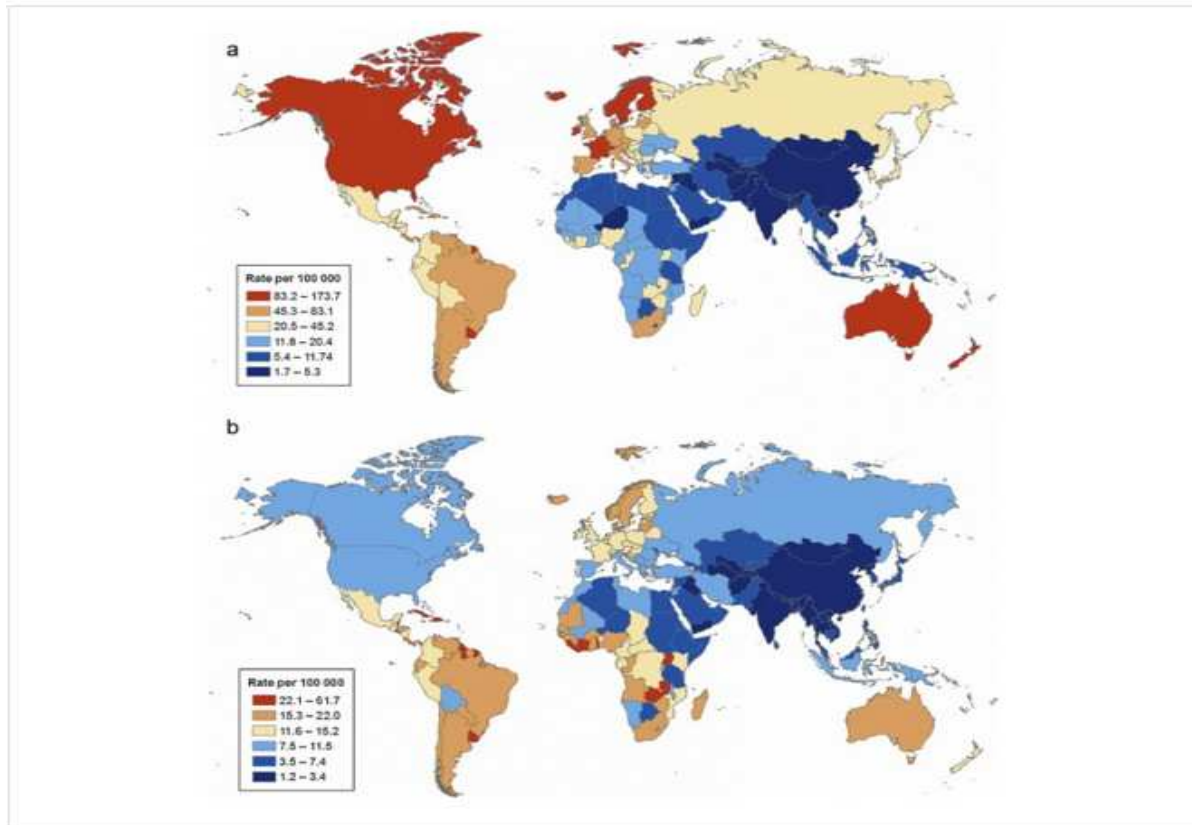 a
Rate per 100 000
83.2 – 173.7
45.3 – 83.1
20.5 – 45.2
11.8 – 20.4
5.4 – 11.74
1.7 – 5.3
b
Rate per 100 000
22.1 – 61.7
15.3 – 22.0
11.6 – 15.2
7.5 – 11.5
3.5 – 7.4
1.2 – 3.4